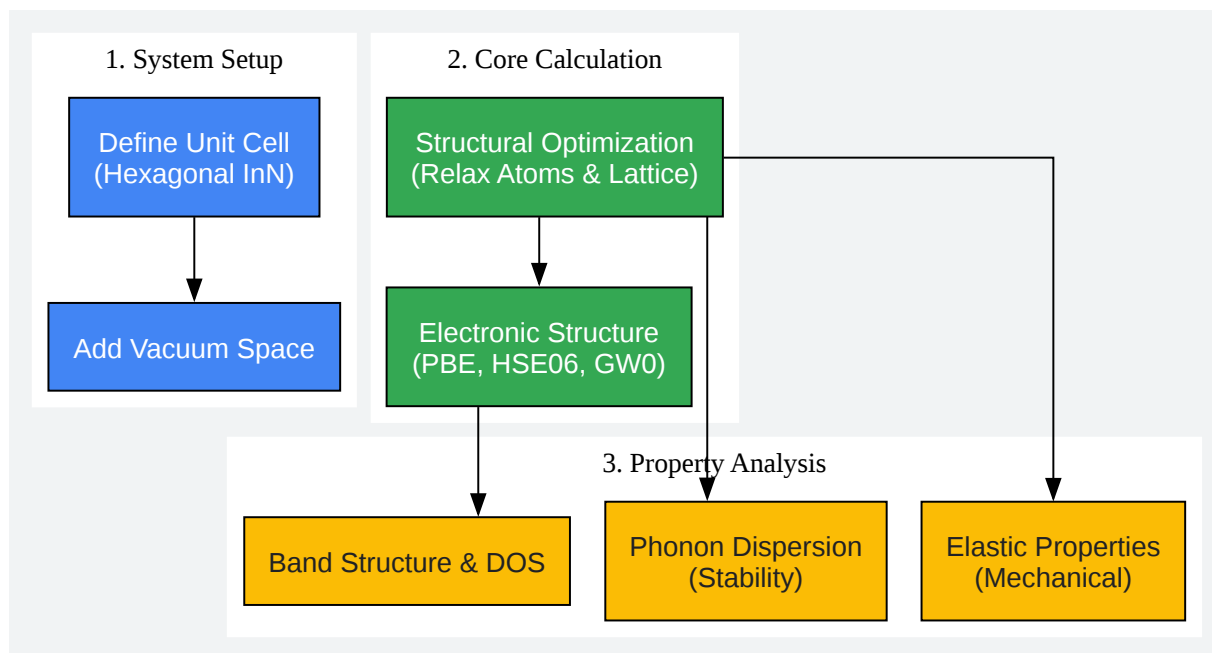 1. System Setup
Define Unit Cell
(Hexagonal InN)
Add Vacuum Space
2. Core Calculation
Structural Optimization
(Relax Atoms & Lattice)
Electronic Structure
(PBE, HSE06, GW0)
3. Property Analysis
Band Structure & DOS
Phonon Dispersion
(Stability)
Elastic Properties
(Mechanical)